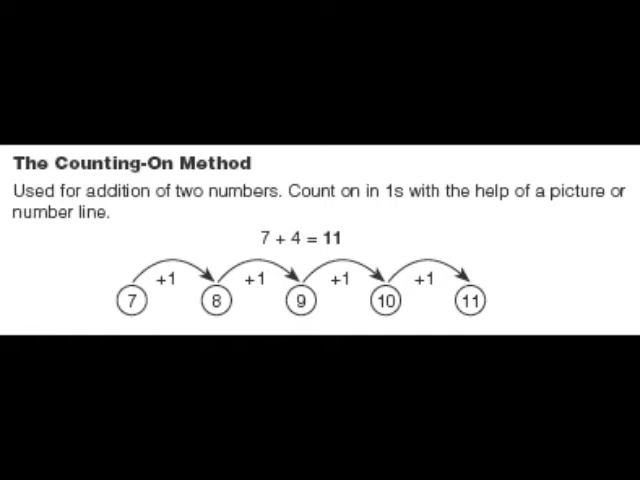 The Counting-On Method
Used for addition of two numbers. Count on in 1s with the help of a picture or
number line.
7 + 4 = 11
+1 +1 +1 +1
7 8 9 10 11